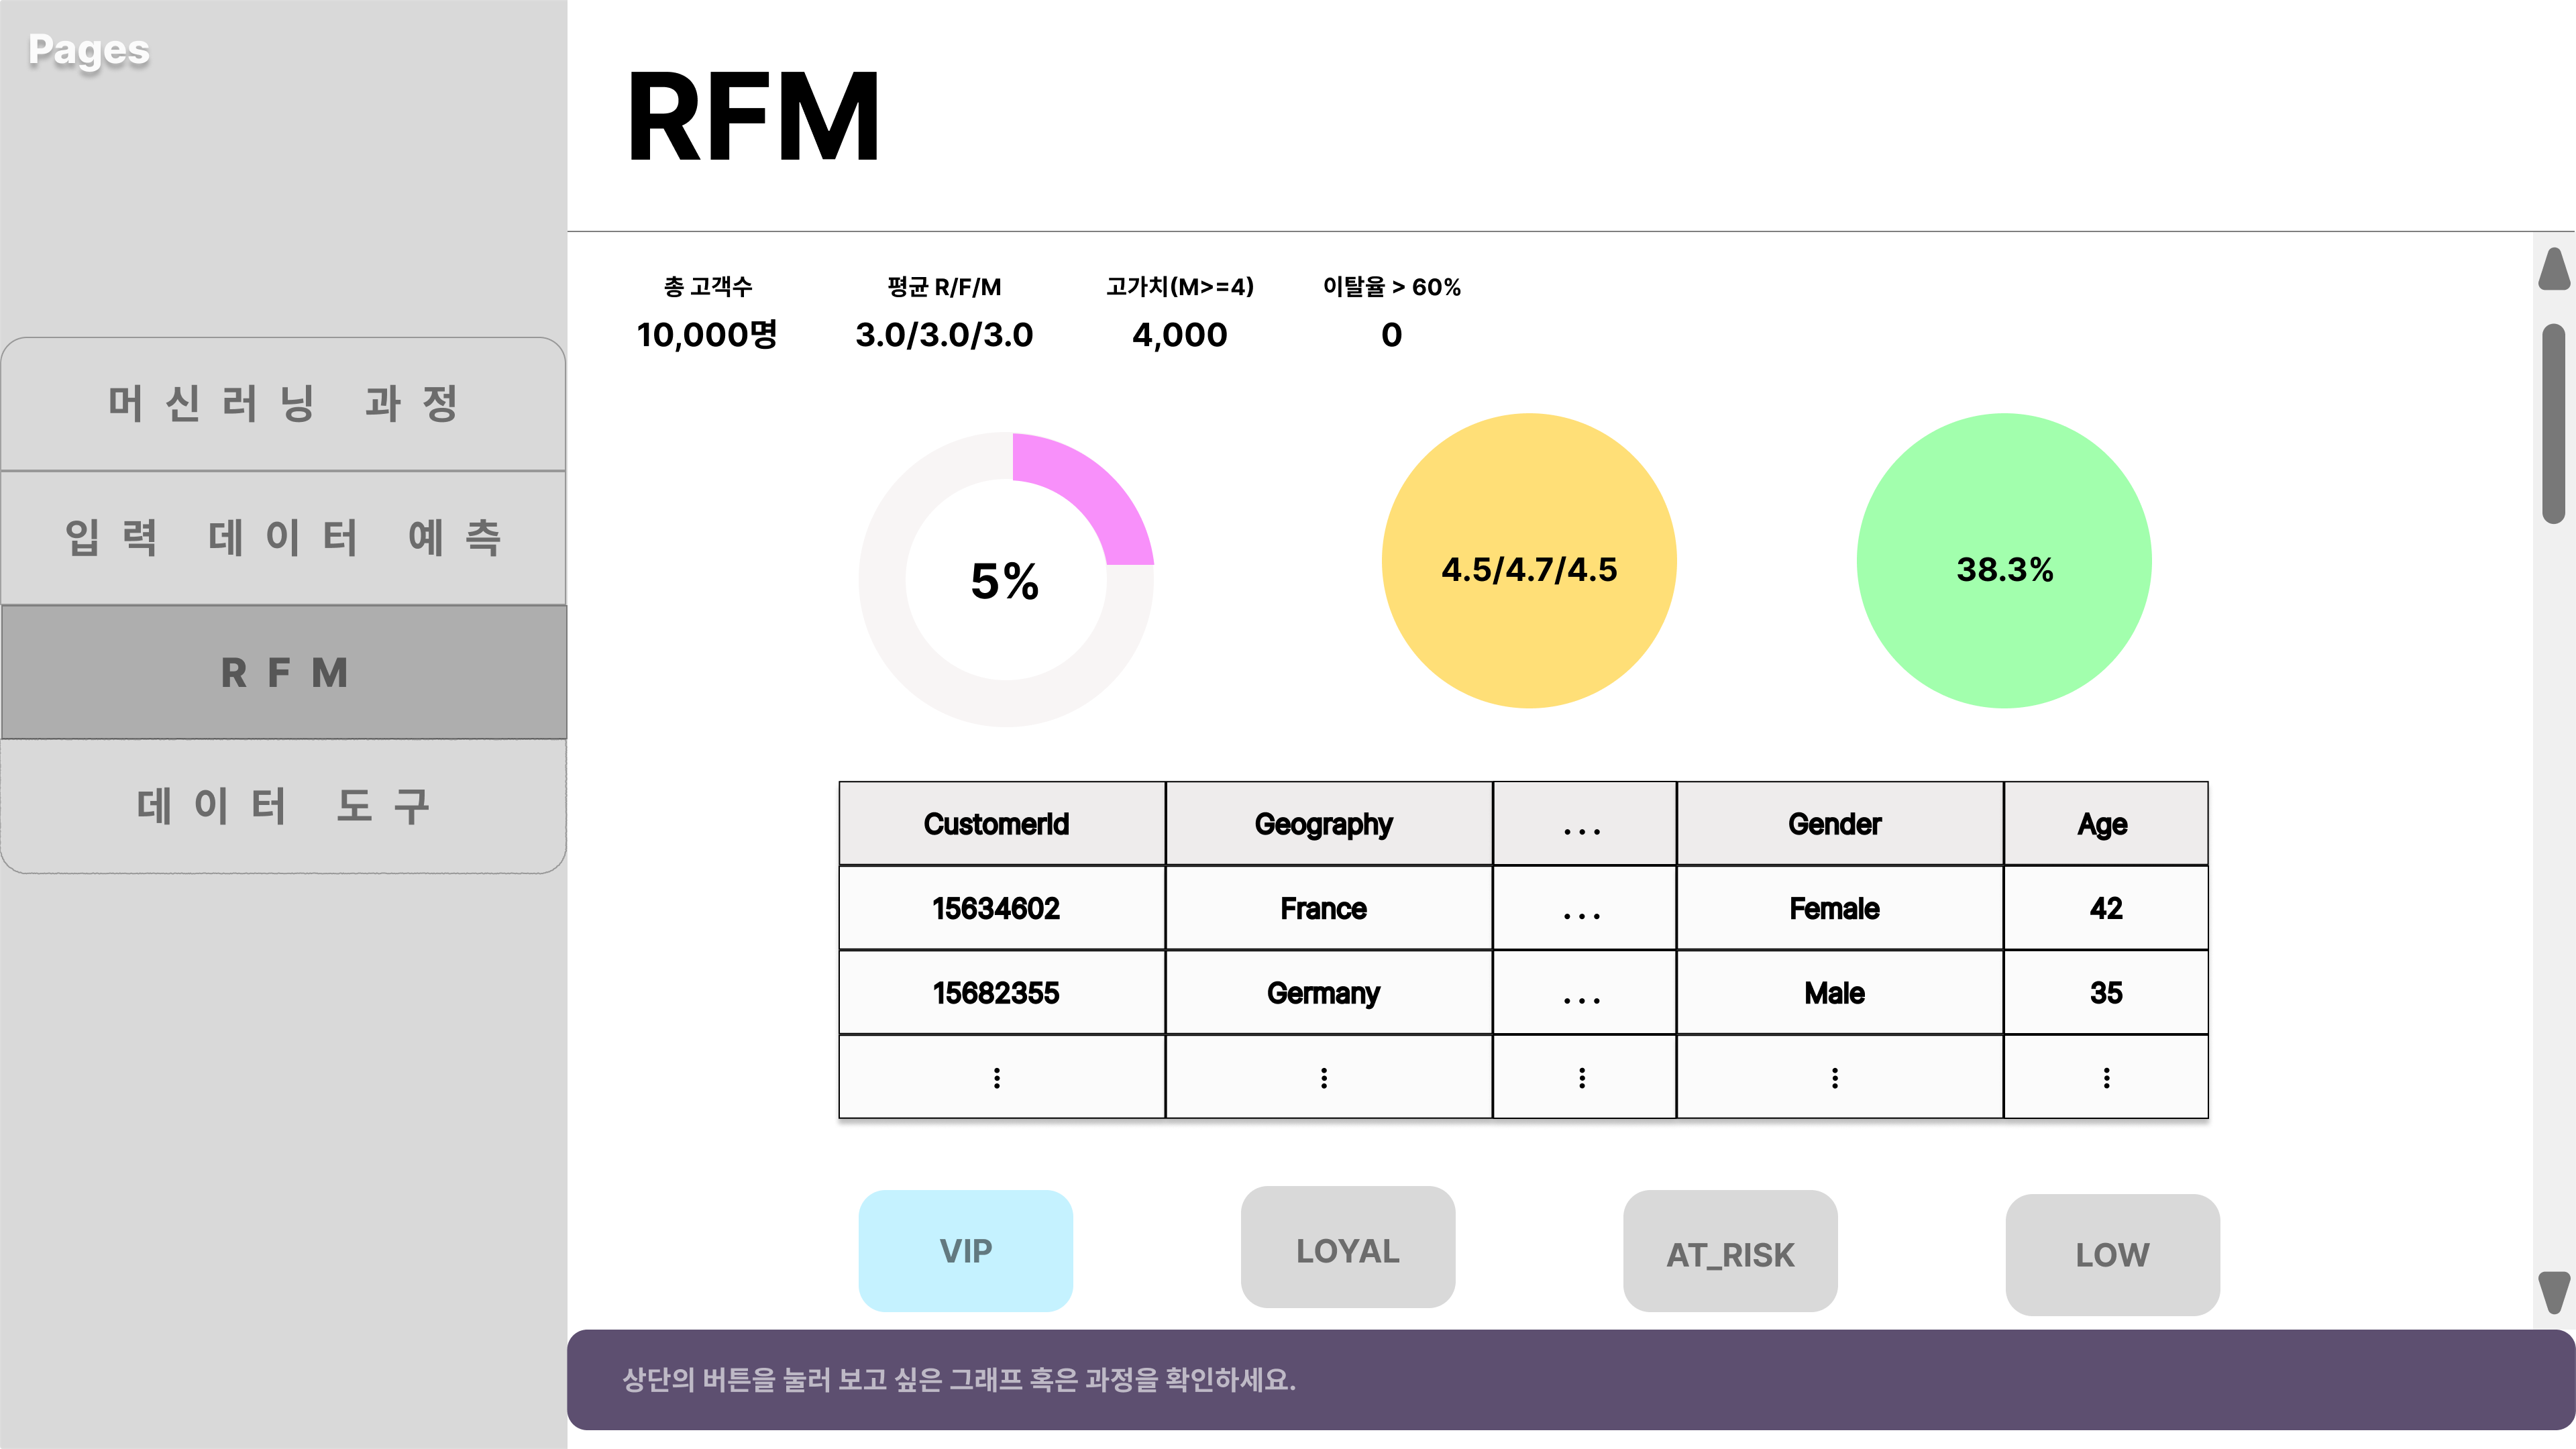 Pages
머신러닝 과정
입력 데이터 예측
RFM
데이터 도구
RFM
총 고객수
10,000명
평균 R/F/M
3.0/3.0/3.0
고가치(M>=4)
4,000
이탈율 > 60%
0
5%
4.5/4.7/4.5
38.3%
CustomerId Geography ... Gender Age
15634602 France ... Female 42
15682355 Germany ... Male 35
⋮ ⋮ ⋮ ⋮ ⋮
VIP
LOYAL
AT_RISK
LOW
상단의 버튼을 눌러 보고 싶은 그래프 혹은 과정을 확인하세요.